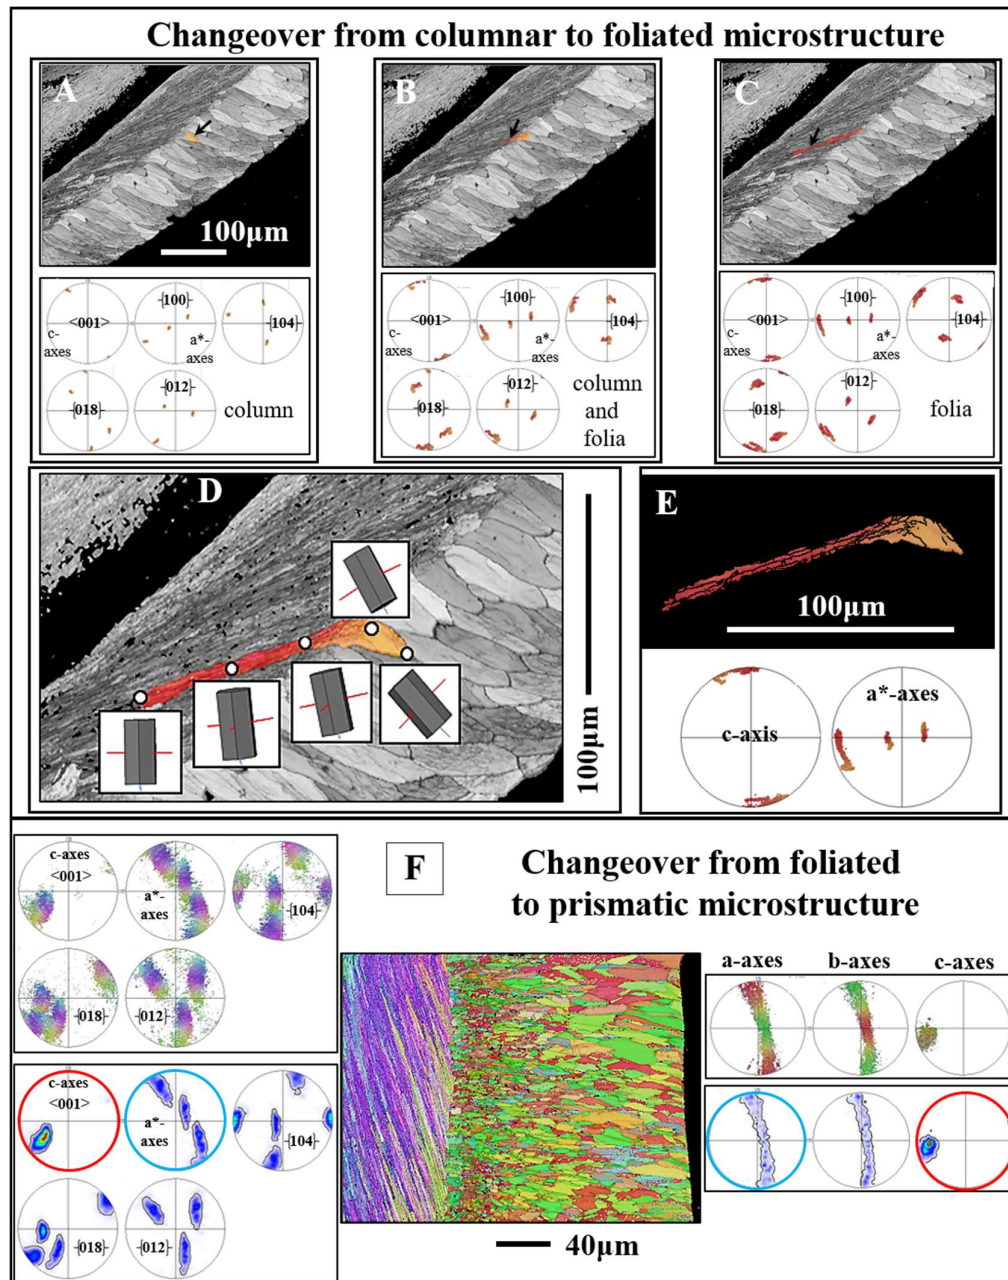 Changeover from columnar to foliated microstructure
A
100µm
<001>
c-
axes
{100}
a*-
axes
{104}
{018}
{012}
column
B
<001>
c-
axes
{100}
a*-
axes
{104}
{018}
{012}
column
and
folia
C
<001>
c-
axes
{100}
a*-
axes
{104}
{018}
{012}
folia
D
100µm
E
100µm
c-axis
a*-axes
F
Changeover from foliated
to prismatic microstructure
c-axes
<001>
a*-
axes
{104}
{018}
{012}
c-axes
<001>
a*-
axes
{104}
{018}
{012}
40µm
a-axes b-axes c-axes